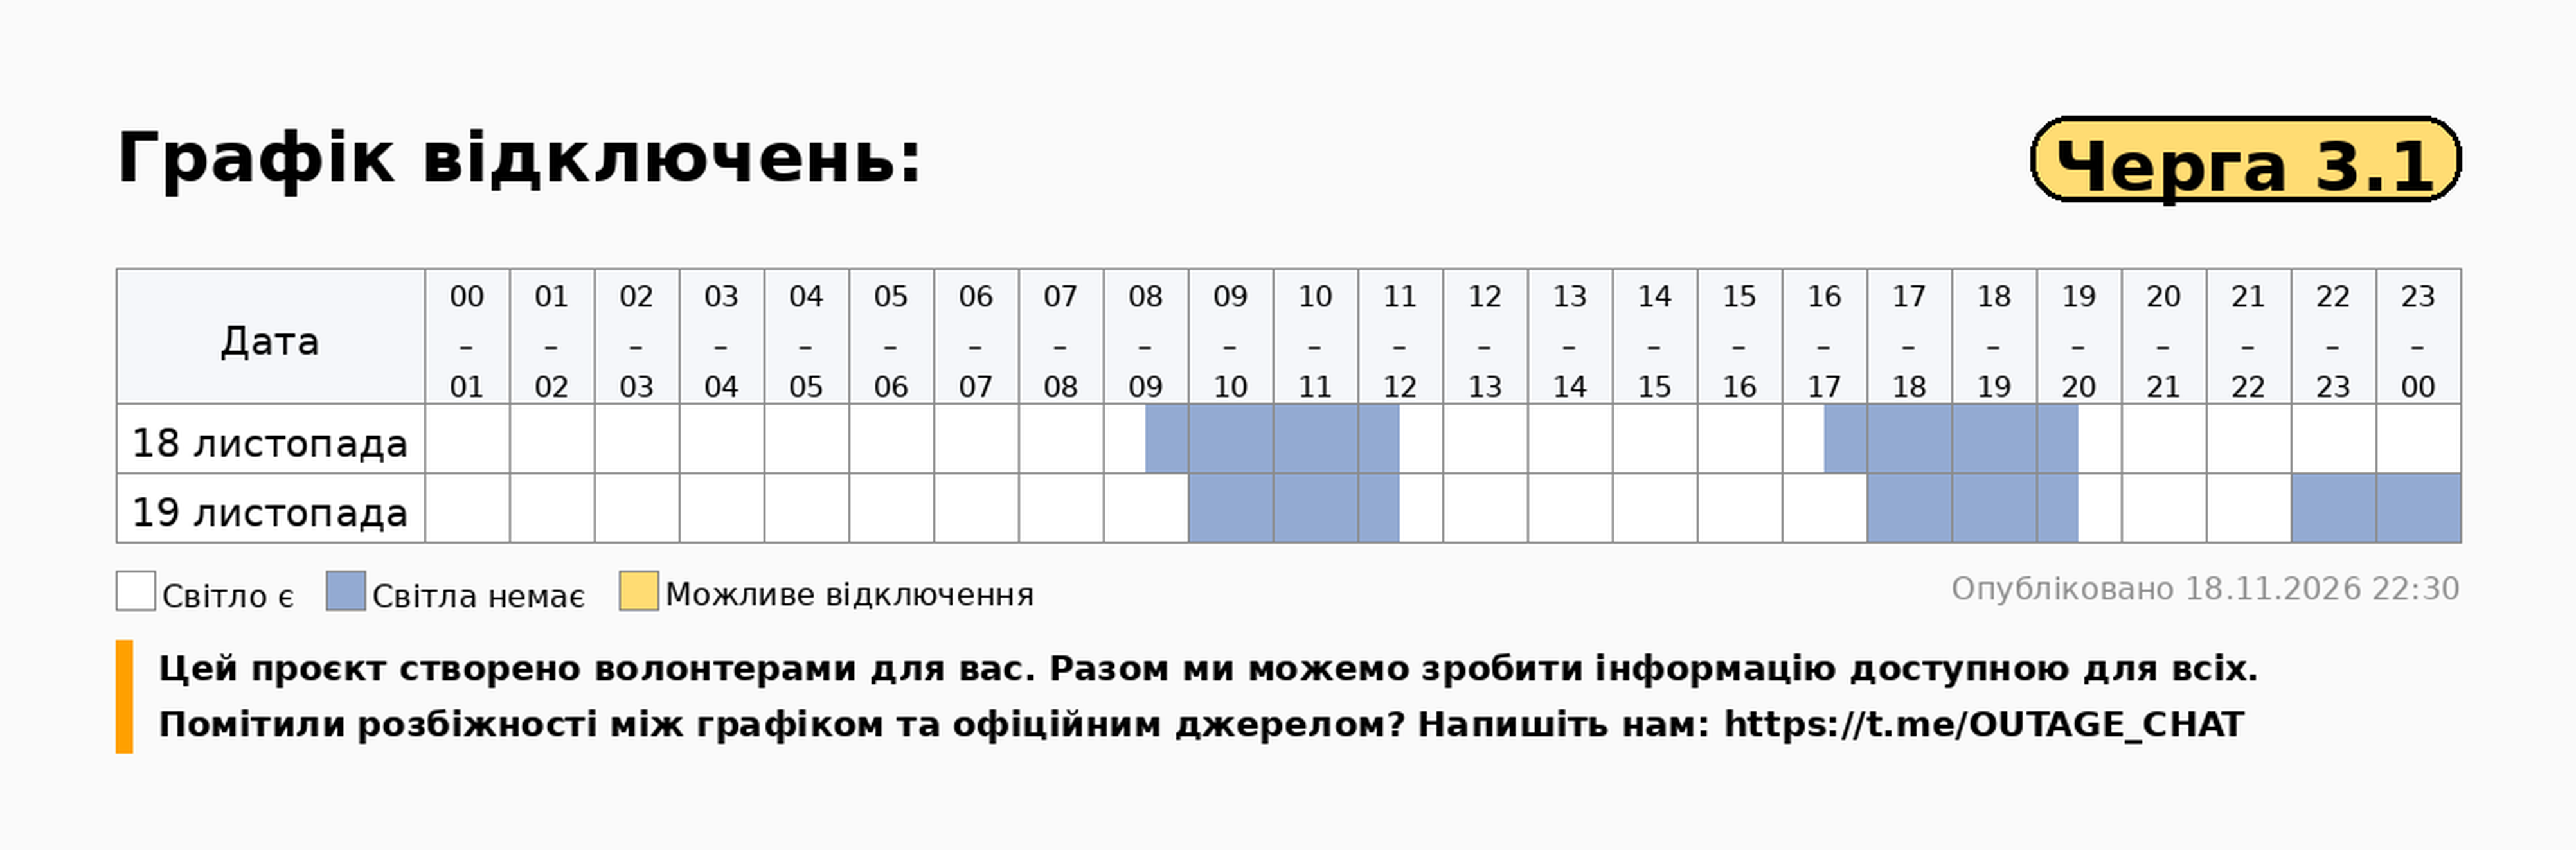 Графік відключень:
Черга 3.1
Дата
00 – 01
01 – 02
02 – 03
03 – 04
04 – 05
05 – 06
06 – 07
07 – 08
08 – 09
09 – 10
10 – 11
11 – 12
12 – 13
13 – 14
14 – 15
15 – 16
16 – 17
17 – 18
18 – 19
19 – 20
20 – 21
21 – 22
22 – 23
23 – 00
18 листопада
19 листопада
Світло є
Світла немає
Можливе відключення
Опубліковано 18.11.2026 22:30
Цей проєкт створено волонтерами для вас. Разом ми можемо зробити інформацію доступною для всіх.
Помітили розбіжності між графіком та офіційним джерелом? Напишіть нам: https://t.me/OUTAGE_CHAT